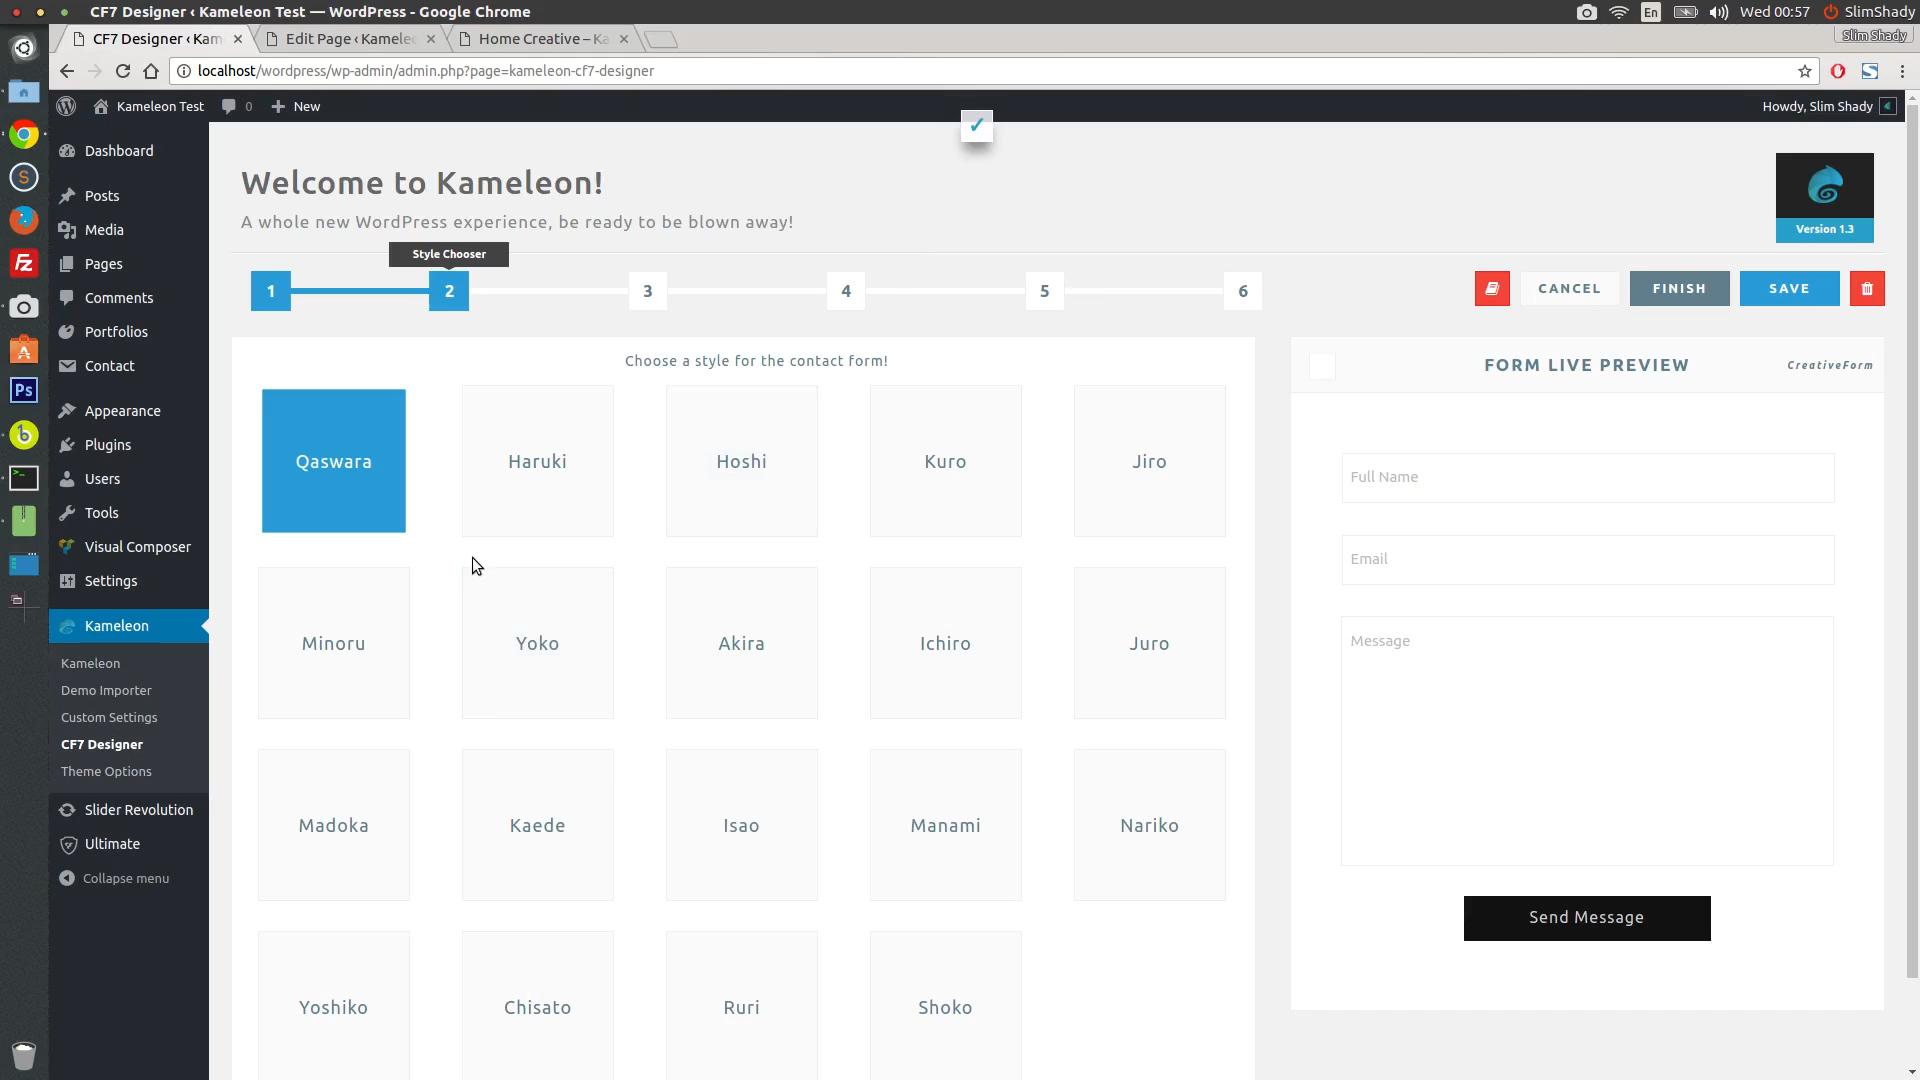 CF7 Designer ‹ Kameleon Test — WordPress - Google Chrome
En
Wed 00:57
SlimShady
CF7 Designer ‹ Kam
Edit Page ‹ Kamele
Home Creative – Ka
Slim Shady
localhost/wordpress/wp-admin/admin.php?page=kameleon-cf7-designer
Kameleon Test
0
New
Howdy, Slim Shady
Dashboard
Posts
Media
Pages
Comments
Portfolios
Contact
Appearance
Plugins
Users
Tools
Visual Composer
Settings
Kameleon
Kameleon
Demo Importer
Custom Settings
CF7 Designer
Theme Options
Slider Revolution
Ultimate
Collapse menu
S
Fz
A
Ps
b
Welcome to Kameleon!
A whole new WordPress experience, be ready to be blown away!
Version 1.3
Style Chooser
1 2 3 4 5 6
CANCEL
FINISH
SAVE
Choose a style for the contact form!
Qaswara Haruki Hoshi Kuro Jiro
Minoru Yoko Akira Ichiro Juro
Madoka Kaede Isao Manami Nariko
Yoshiko Chisato Ruri Shoko
FORM LIVE PREVIEW
CreativeForm
Full Name
Email
Message
Send Message